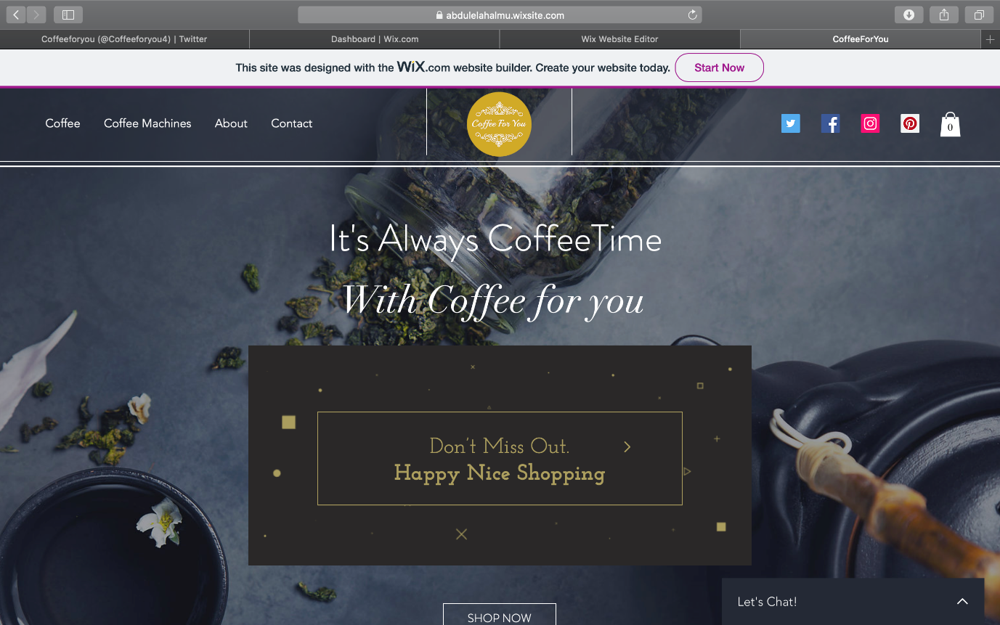 abdulelahalmu.wixsite.com
Coffeeforyou (@Coffeeforyou4) | Twitter
Dashboard | Wix.com
Wix Website Editor
CoffeeForYou
This site was designed with the WiX.com website builder. Create your website today.
Start Now
Coffee
Coffee Machines
About
Contact
Coffee For You
0
It's Always CoffeeTime
With Coffee for you
Don't Miss Out.
Happy Nice Shopping
SHOP NOW
Let's Chat!